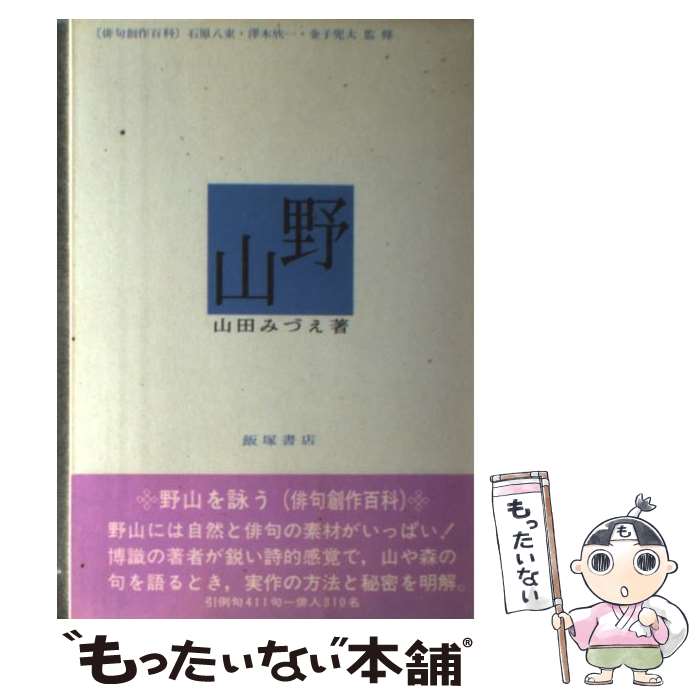 〔俳句創作百科〕石原八束・澤木欣一・金子兜太 監修
野山
山田みづえ著
飯塚書店
野山を詠う(俳句創作百科)
野山には自然と俳句の素材がいっぱい!
博識の著者が鋭い詩的感覚で,山や森の
句を語るとき,実作の方法と秘密を明解。
引例句411句―俳人310名
も
もったいない
"もったいない"本舗®